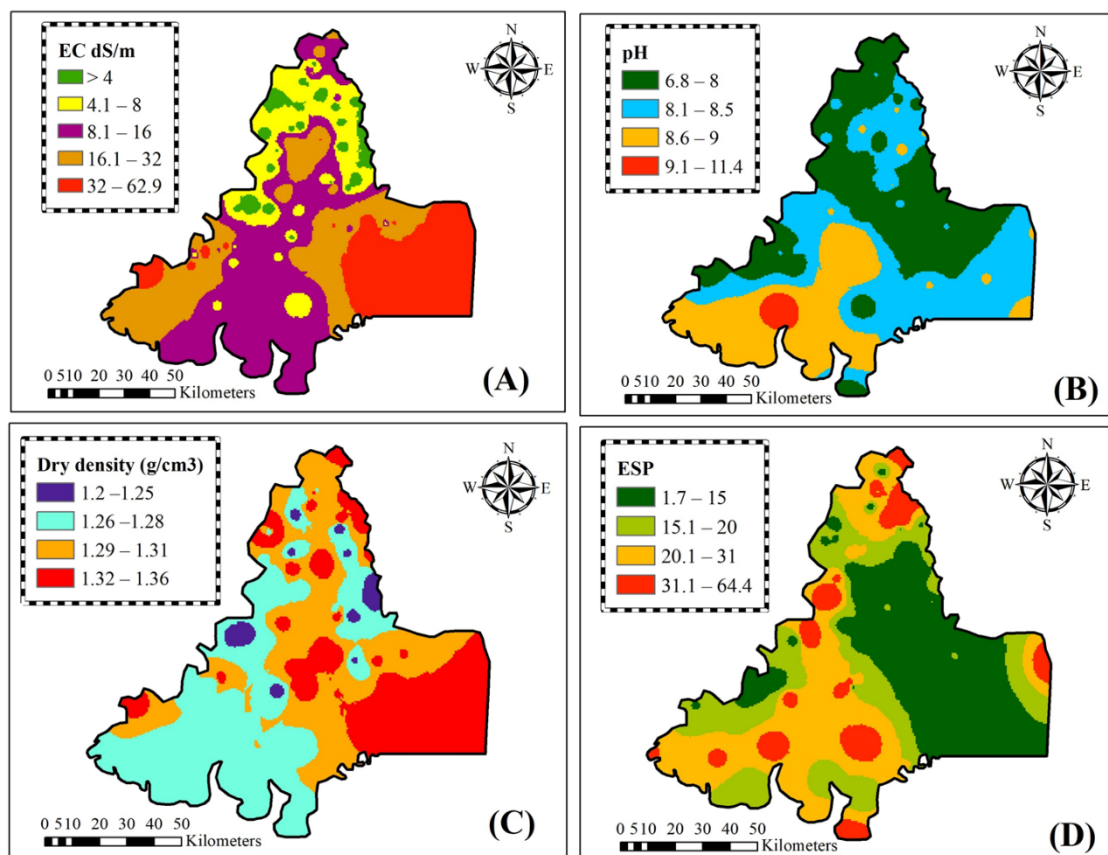 EC dS/m
> 4
4.1 – 8
8.1 – 16
16.1 – 32
32 – 62.9
N
W E
S
0 510 20 30 40 50
Kilometers
(A)
pH
6.8 – 8
8.1 – 8.5
8.6 – 9
9.1 – 11.4
N
W E
S
0 510 20 30 40 50
Kilometers
(B)
Dry density (g/cm3)
1.2 –1.25
1.26 –1.28
1.29 – 1.31
1.32 – 1.36
N
W E
S
0 510 20 30 40 50
Kilometers
(C)
ESP
1.7 – 15
15.1 – 20
20.1 – 31
31.1 – 64.4
N
W E
S
0 510 20 30 40 50
Kilometers
(D)